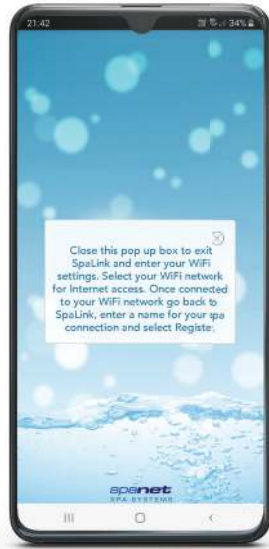 21:42
34%
Close this pop up box to exit
SpaLink and enter your WiFi
settings. Select your WiFi network
for Internet access. Once connected
to your WiFi network go back to
SpaLink, enter a name for your spa
connection and select Register.
spanet
SPA SYSTEMS